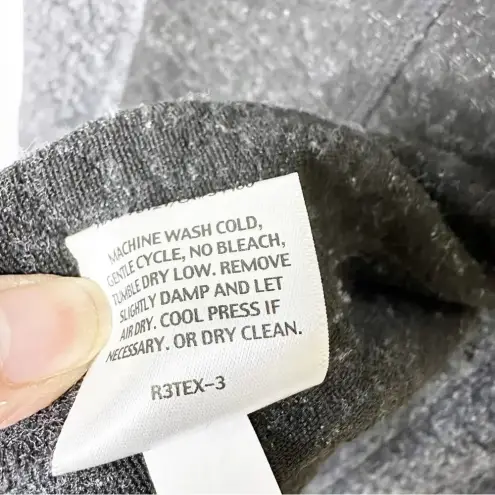 MACHINE WASH COLD,
GENTLE CYCLE, NO BLEACH,
TUMBLE DRY LOW. REMOVE
SLIGHTLY DAMP AND LET
AIR DRY. COOL PRESS IF
NECESSARY. OR DRY CLEAN.
R3TEX-3